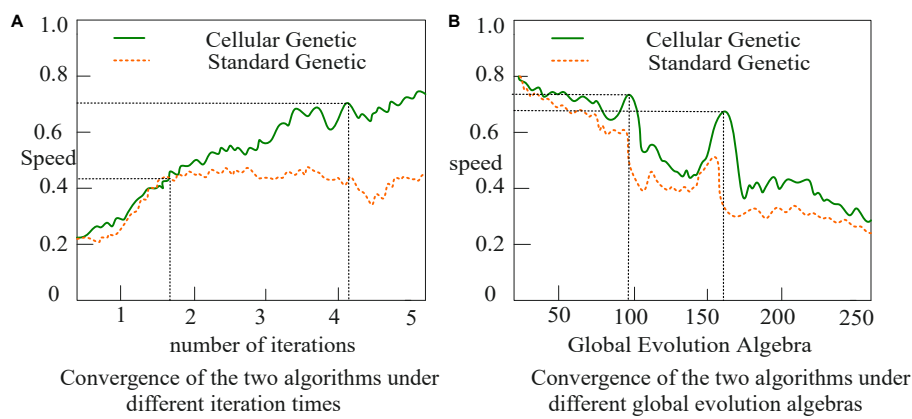 A
Cellular Genetic
Standard Genetic
1.0
0.8
0.6
Speed
0.4
0.2
0
1 2 3 4 5
number of iterations
Convergence of the two algorithms under
different iteration times
B
Cellular Genetic
Standard Genetic
1.0
0.8
0.6
speed
0.4
0.2
0
50 100 150 200 250
Global Evolution Algebra
Convergence of the two algorithms under
different global evolution algebras